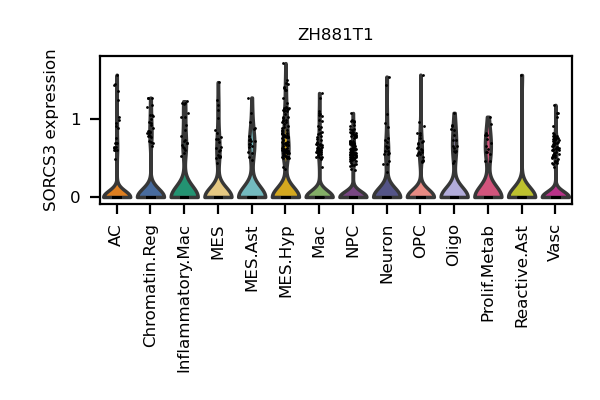 ZH881T1
SORCS3 expression
1
0
AC
Chromatin.Reg
Inflammatory.Mac
MES
MES.Ast
MES.Hyp
Mac
NPC
Neuron
OPC
Oligo
Prolif.Metab
Reactive.Ast
Vasc